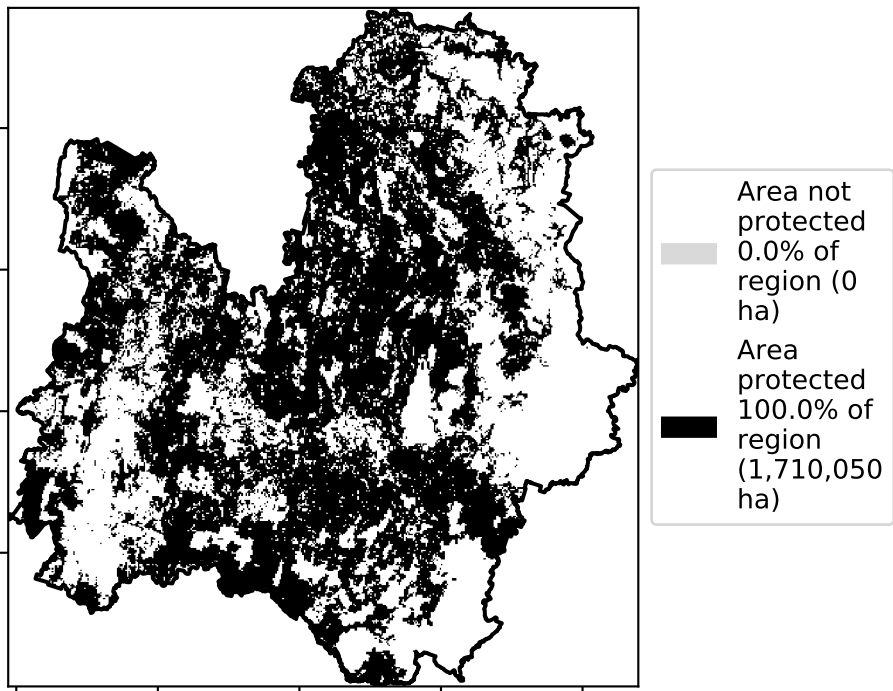 Area not
protected
0.0% of
region (0
ha)
Area
protected
100.0% of
region
(1,710,050
ha)